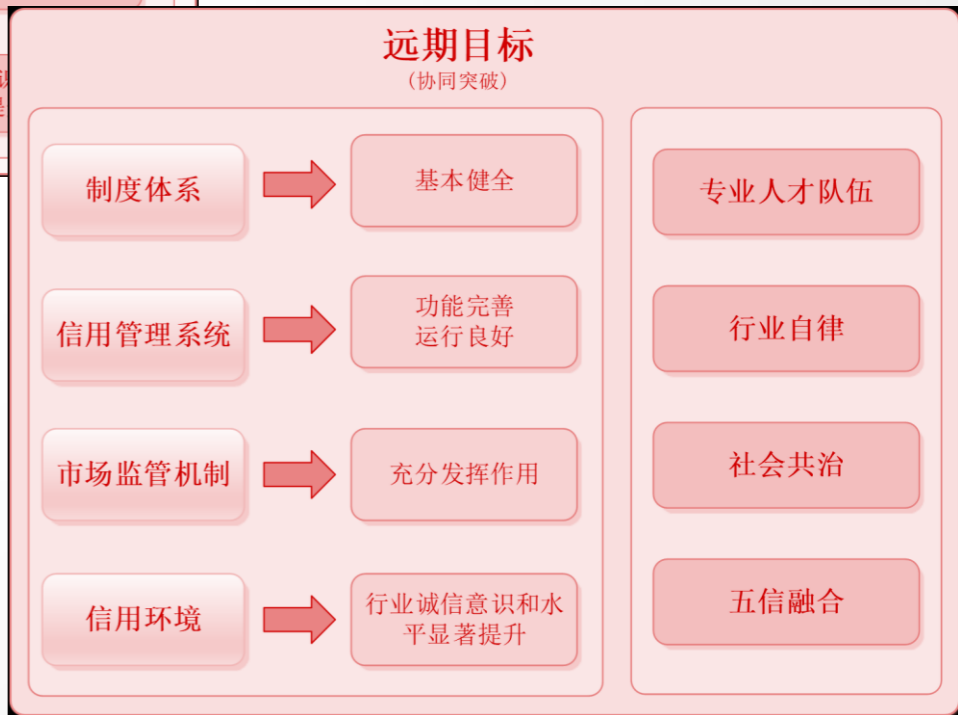 远期目标
(协同突破)
制度体系
基本健全
信用管理系统
功能完善
运行良好
市场监管机制
充分发挥作用
信用环境
行业诚信意识和水
平显著提升
专业人才队伍
行业自律
社会共治
五信融合